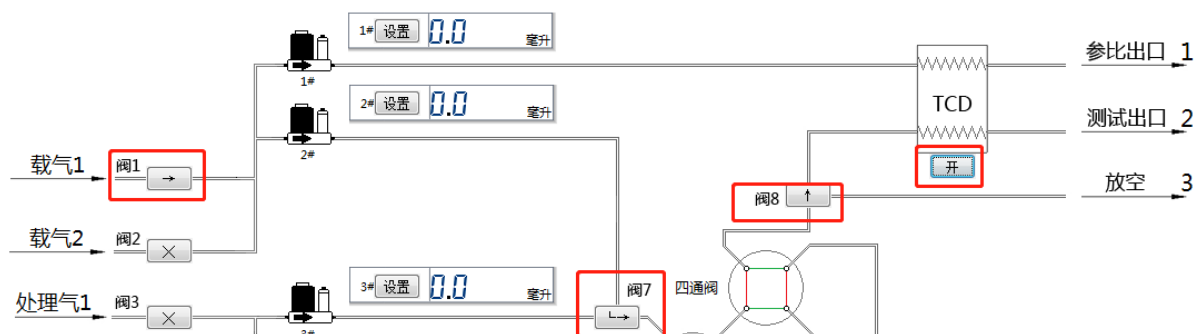 1# 设置 0.0 毫升
参比出口 1
1#
TCD
2# 设置 0.0 毫升
测试出口 2
2#
载气1 阀1 →
开
放空 3
阀8 ↑
载气2 阀2 ×
3# 设置 0.0 毫升
阀7 四通阀
处理气1 阀3 ×
3#